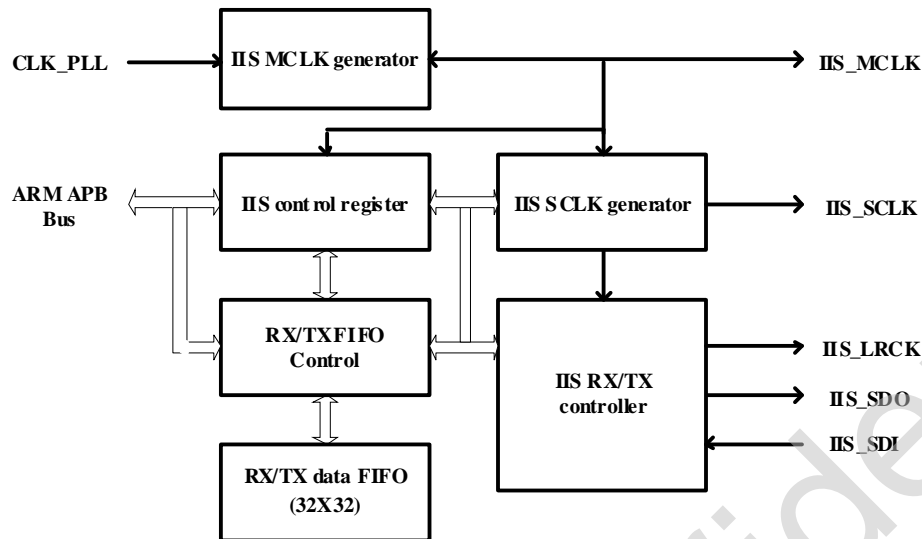 CLK_PLL
IIS MCLK generator
IIS_MCLK
ARM APB
Bus
IIS control register
IIS SCLK generator
IIS_SCLK
RX/TXFIFO
Control
IIS RX/TX
controller
IIS_LRCK
IIS_SDO
IIS_SDI
RX/TX data FIFO
(32X32)